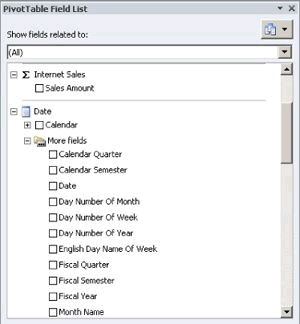 PivotTable Field List
Show fields related to:
(All)
Σ Internet Sales
Sales Amount
Date
Calendar
More fields
Calendar Quarter
Calendar Semester
Date
Day Number Of Month
Day Number Of Week
Day Number Of Year
English Day Name Of Week
Fiscal Quarter
Fiscal Semester
Fiscal Year
Month Name